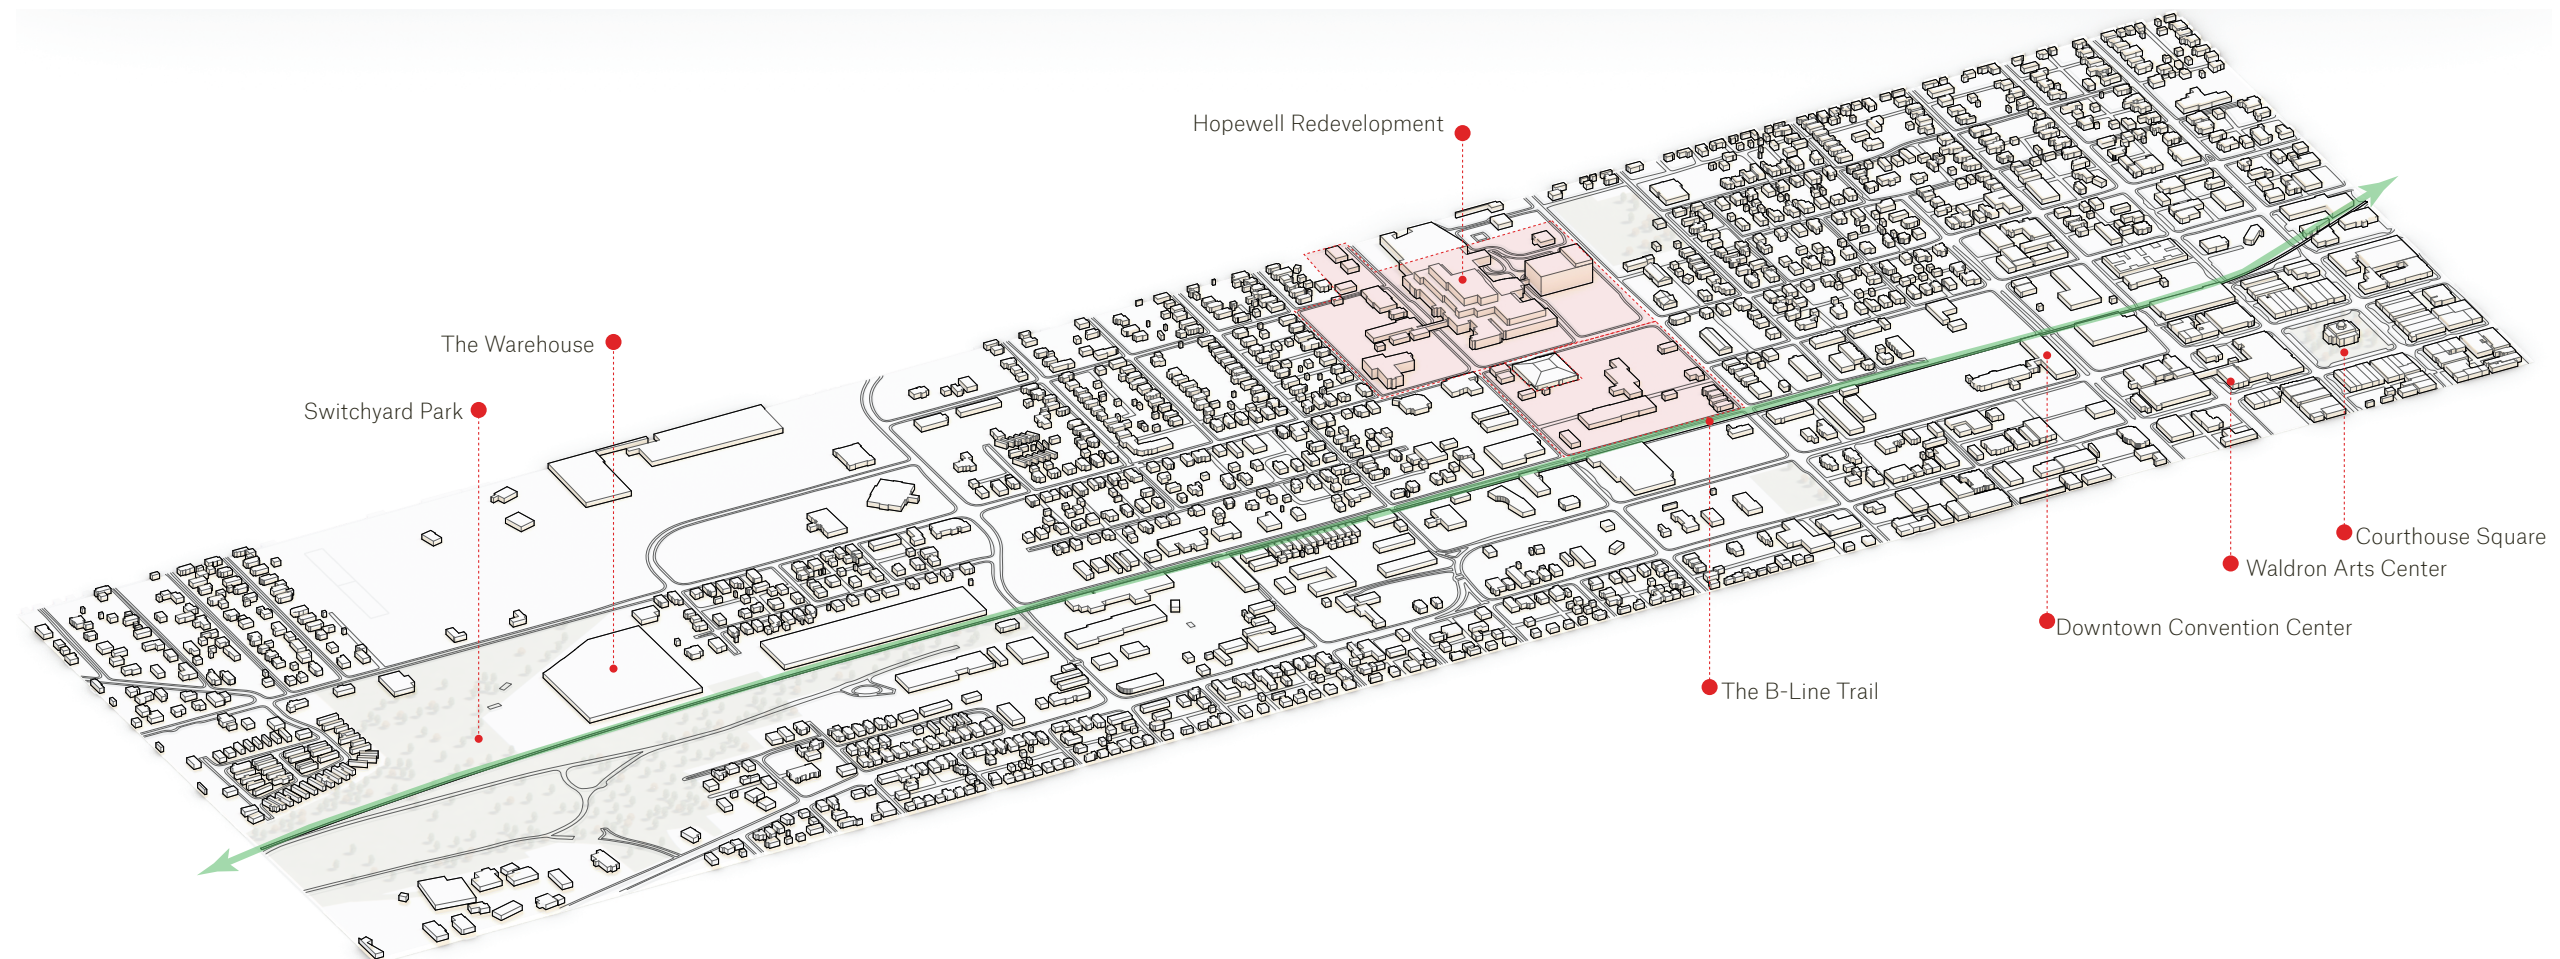 Hopewell Redevelopment
The Warehouse
Switchyard Park
Courthouse Square
Waldron Arts Center
Downtown Convention Center
The B-Line Trail